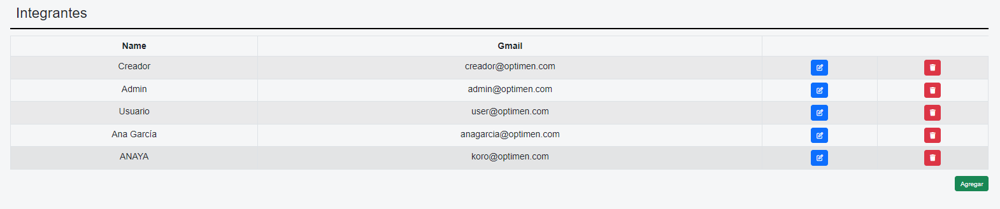 Integrantes
Name Gmail
Creador creador@optimen.com
Admin admin@optimen.com
Usuario user@optimen.com
Ana García anagarcia@optimen.com
ANAYA koro@optimen.com
Agregar